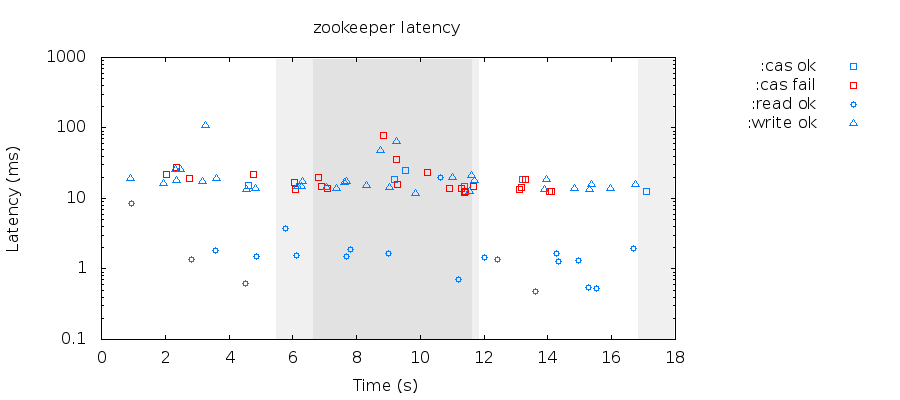 zookeeper latency
Latency (ms)
1000
100
10
1
0.1
0 2 4 6 8 10 12 14 16 18
Time (s)
:cas ok
:cas fail
:read ok
:write ok